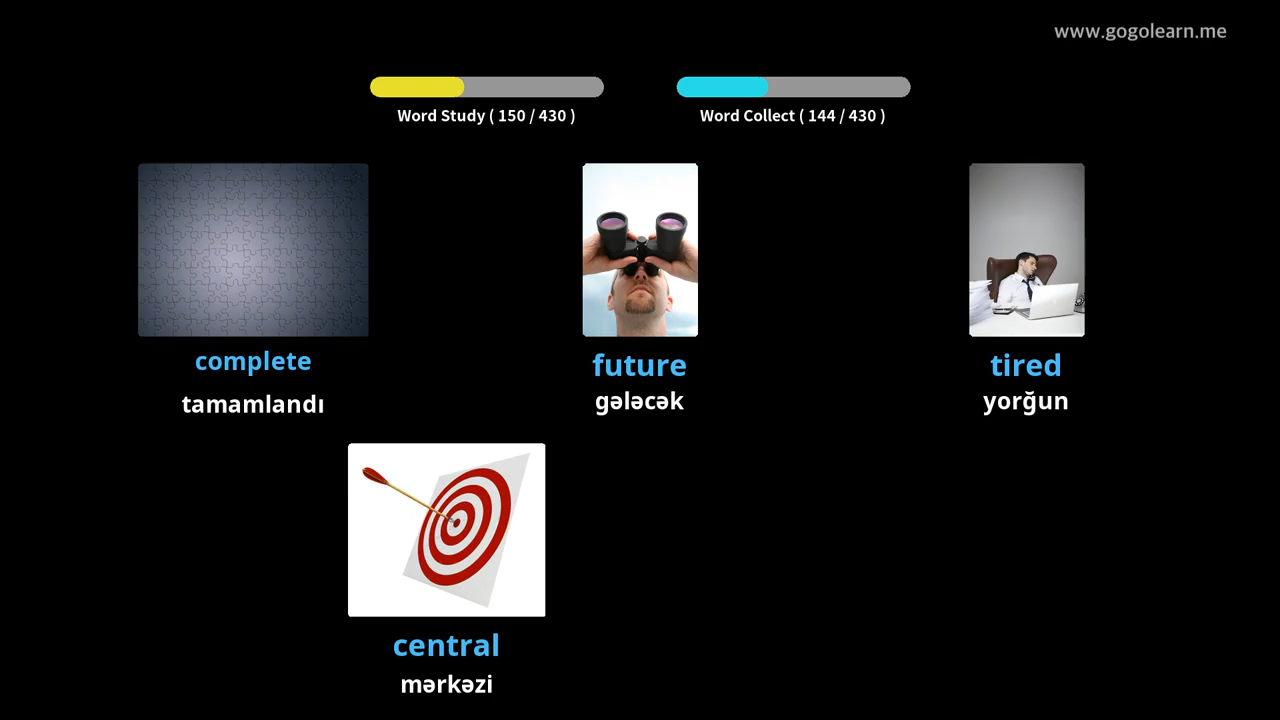 www.gogolearn.me
Word Study ( 150 / 430 )
Word Collect ( 144 / 430 )
complete
tamamlandı
future
gələcək
tired
yorğun
central
mərkəzi